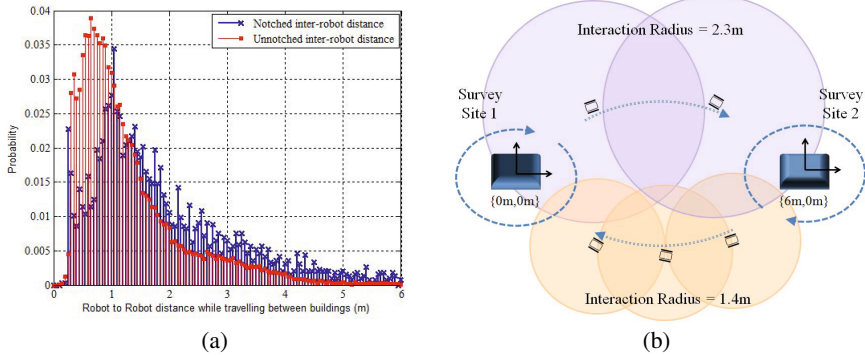 0.04
0.035
0.03
0.025
0.02
0.015
0.01
0.005
0
Probability
0 1 2 3 4 5 6
Robot to Robot distance while travelling between buildings (m)
Notched inter-robot distance
Unnotched inter-robot distance
(a)
Interaction Radius = 2.3m
Survey
Site 1
Survey
Site 2
{0m,0m}
{6m,0m}
Interaction Radius = 1.4m
(b)